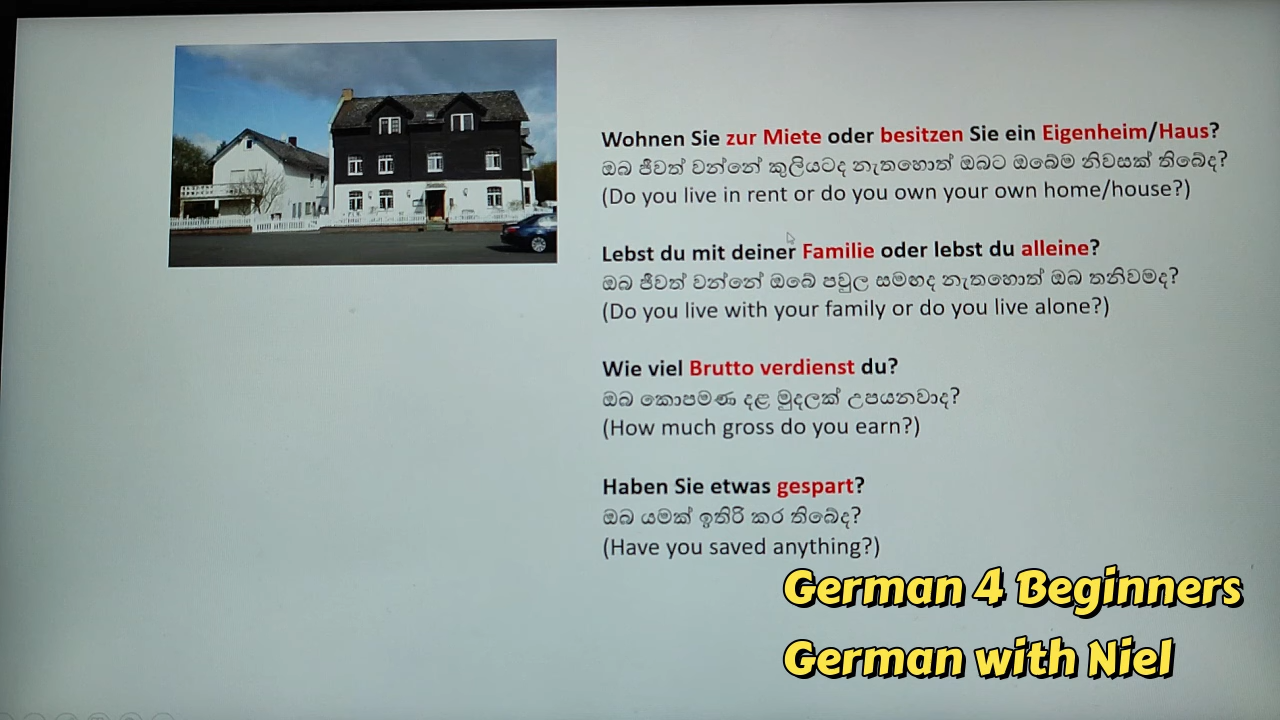 Wohnen Sie zur Miete oder besitzen Sie ein Eigenheim/Haus?
ඔබ ජීවත් වන්නේ කුලියටද නැතහොත් ඔබට ඔබේම නිවසක් තිබේද?
(Do you live in rent or do you own your own home/house?)
Lebst du mit deiner Familie oder lebst du alleine?
ඔබ ජීවත් වන්නේ ඔබේ පවුල සමඟද නැතහොත් ඔබ තනිවමද?
(Do you live with your family or do you live alone?)
Wie viel Brutto verdienst du?
ඔබ කොපමණ දළ මුදලක් උපයනවාද?
(How much gross do you earn?)
Haben Sie etwas gespart?
ඔබ යමක් ඉතිරි කර තිබේද?
(Have you saved anything?)
German 4 Beginners
German with Niel